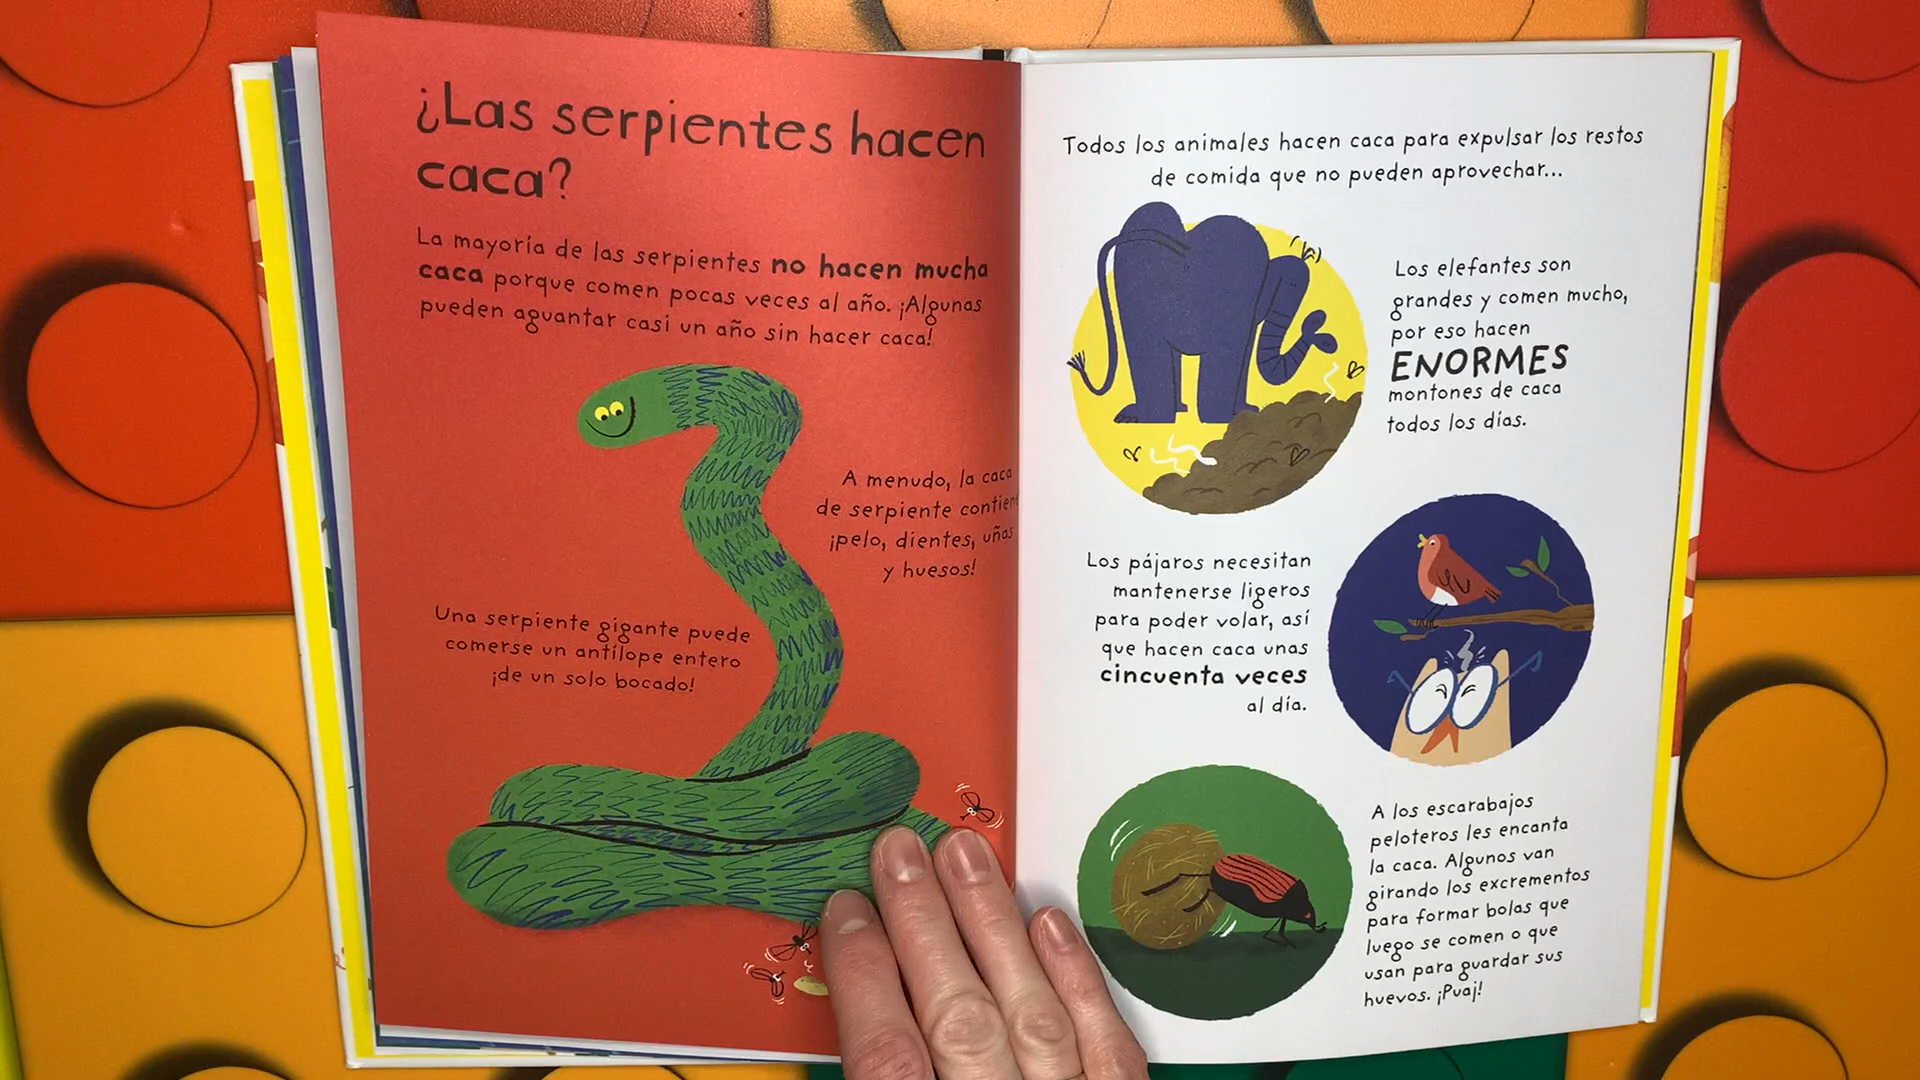 ¿Las serpientes hacen
caca?
La mayoría de las serpientes no hacen mucha
caca porque comen pocas veces al año. ¡Algunas
pueden aguantar casi un año sin hacer caca!
A menudo, la caca
de serpiente contien
¡pelo, dientes, uñas
y huesos!
Una serpiente gigante puede
comerse un antílope entero
¡de un solo bocado!
Todos los animales hacen caca para expulsar los restos
de comida que no pueden aprovechar...
Los elefantes son
grandes y comen mucho,
por eso hacen
ENORMES
montones de caca
todos los días.
Los pájaros necesitan
mantenerse ligeros
para poder volar, así
que hacen caca unas
cincuenta veces
al día.
A los escarabajos
peloteros les encanta
la caca. Algunos van
girando los excrementos
para formar bolas que
luego se comen o que
usan para guardar sus
huevos. ¡Puaj!